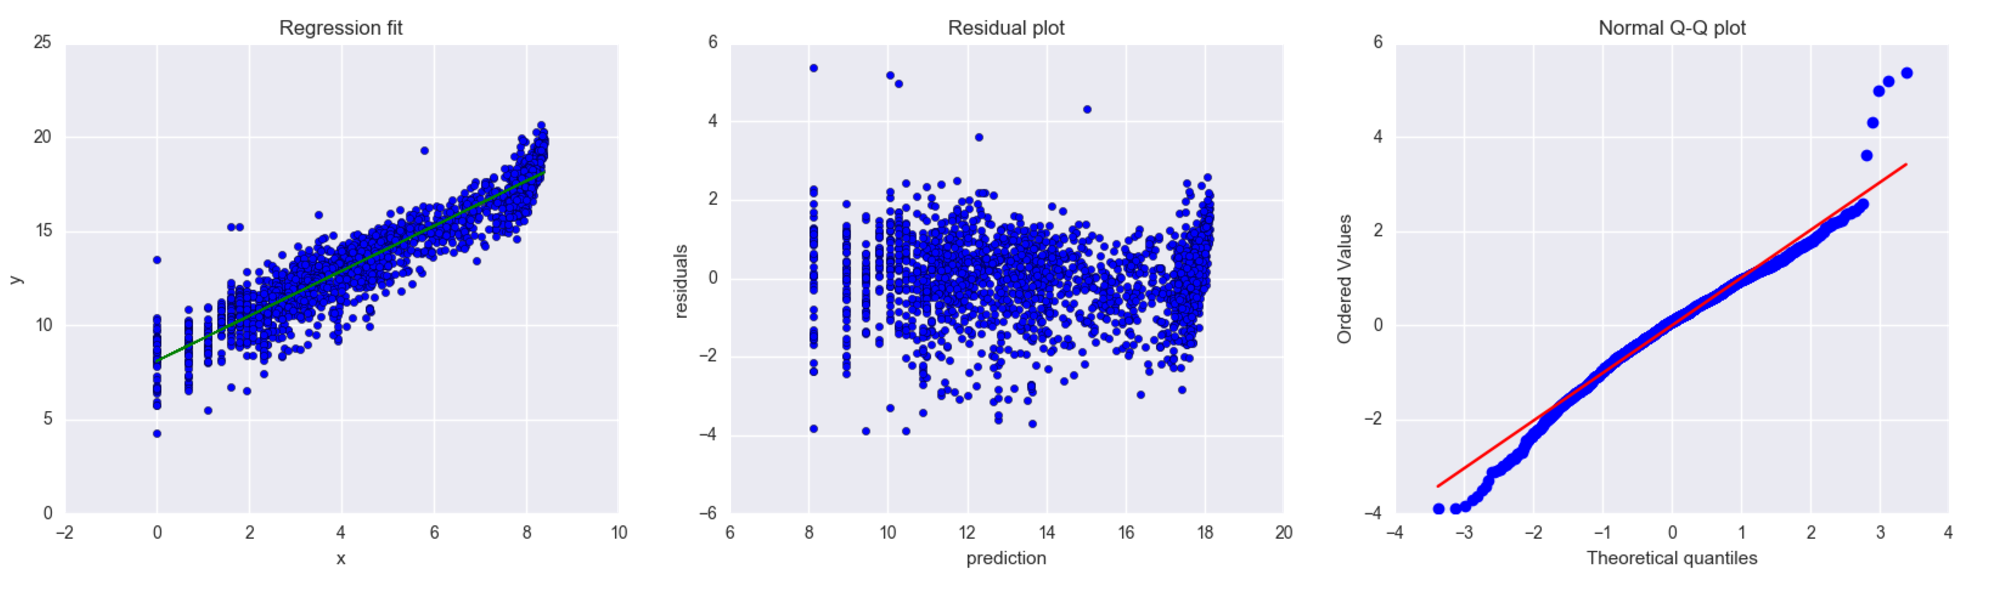 Regression fit
25
20
15
10
5
0
−2 0 2 4 6 8 10
x
y
Residual plot
6
4
2
0
−2
−4
−6
6 8 10 12 14 16 18 20
prediction
residuals
Normal Q-Q plot
6
4
2
0
−2
−4
−4 −3 −2 −1 0 1 2 3 4
Theoretical quantiles
Ordered Values